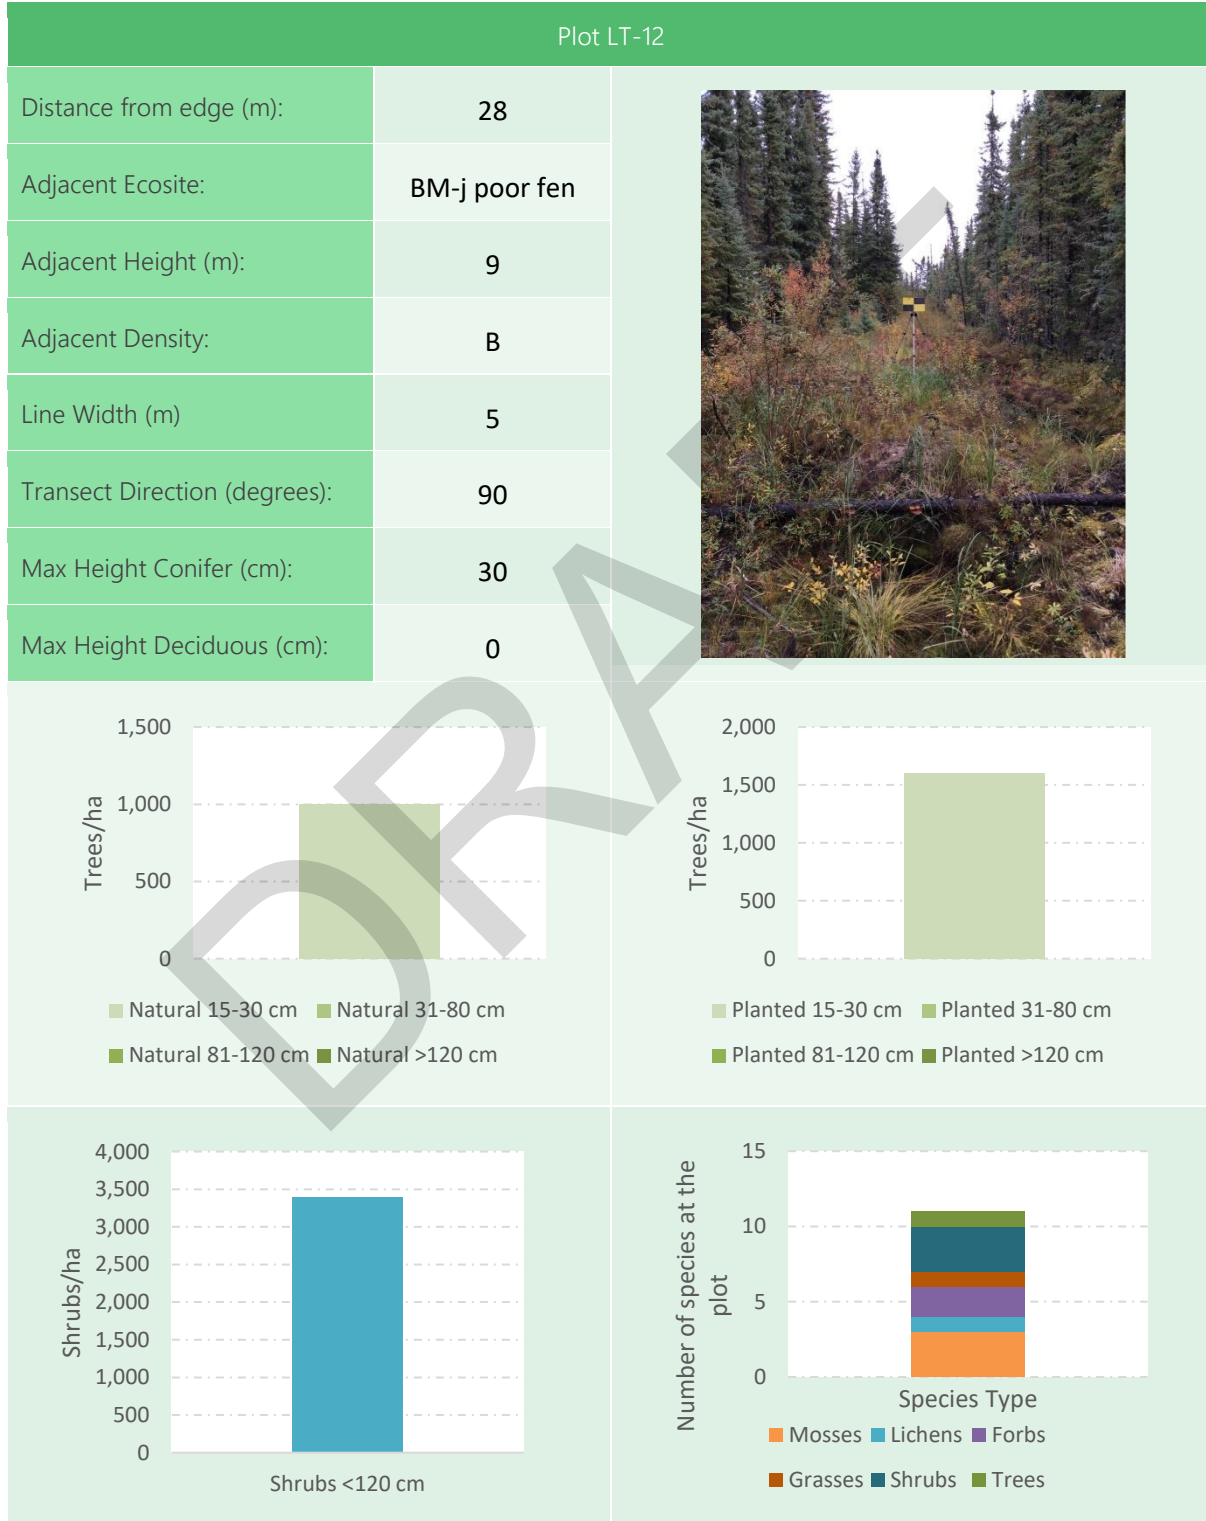 Plot LT-12
Distance from edge (m): 28
Adjacent Ecosite: BM-j poor fen
Adjacent Height (m): 9
Adjacent Density: B
Line Width (m) 5
Transect Direction (degrees): 90
Max Height Conifer (cm): 30
Max Height Deciduous (cm): 0
DRAFT
1,500
1,000
500
0
Trees/ha
Natural 15-30 cm Natural 31-80 cm
Natural 81-120 cm Natural >120 cm
2,000
1,500
1,000
500
0
Trees/ha
Planted 15-30 cm Planted 31-80 cm
Planted 81-120 cm Planted >120 cm
4,000
3,500
3,000
2,500
2,000
1,500
1,000
500
0
Shrubs/ha
Shrubs <120 cm
15
10
5
0
Number of species at the
plot
Species Type
Mosses Lichens Forbs
Grasses Shrubs Trees